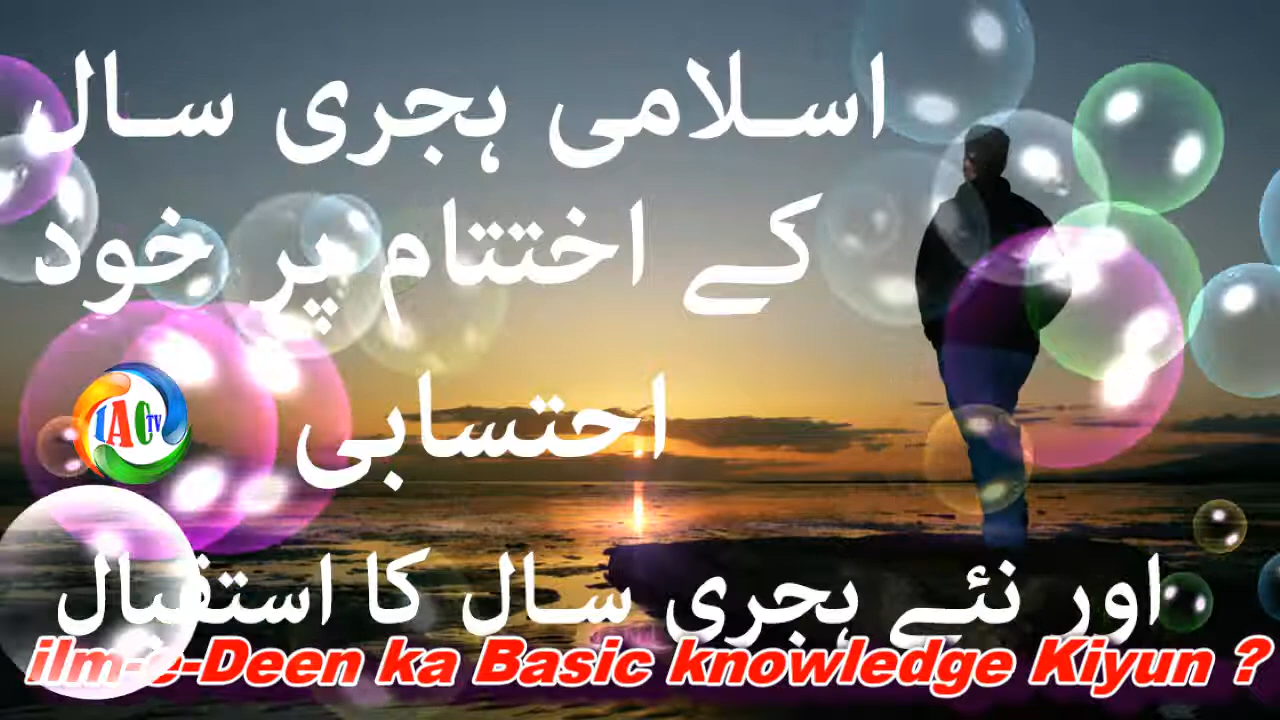 اسلامی ہجری سال
کے اختتام پر خود
احتسابی
IAC TV
اور نئے ہجری سال کا استقبال
ilm-e-Deen ka Basic knowledge Kiyun ?